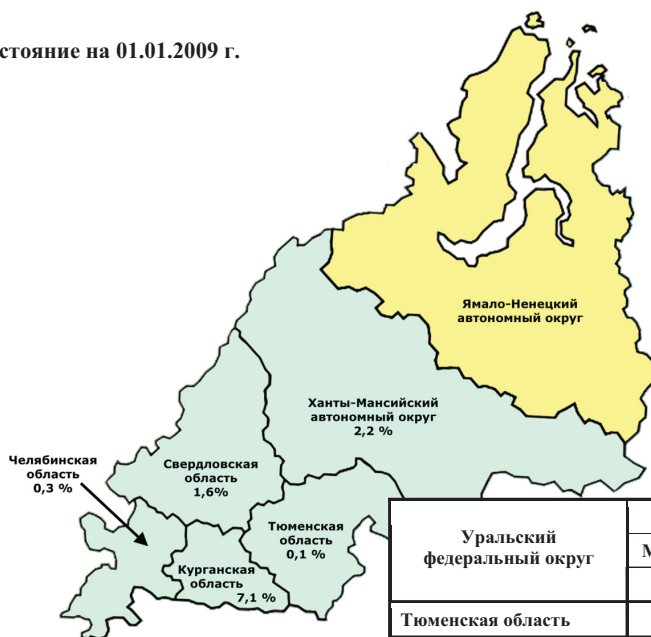 стояние на 01.01.2009 г.
Ямало-Ненецкий
автономный округ
Ханты-Мансийский
автономный округ
2,2 %
Челябинская
область
0,3 %
Свердловская
область
1,6%
Тюменская
область
0,1 %
Курганская
область
7,1 %
Уральский
федеральный округ
М
Тюменская область